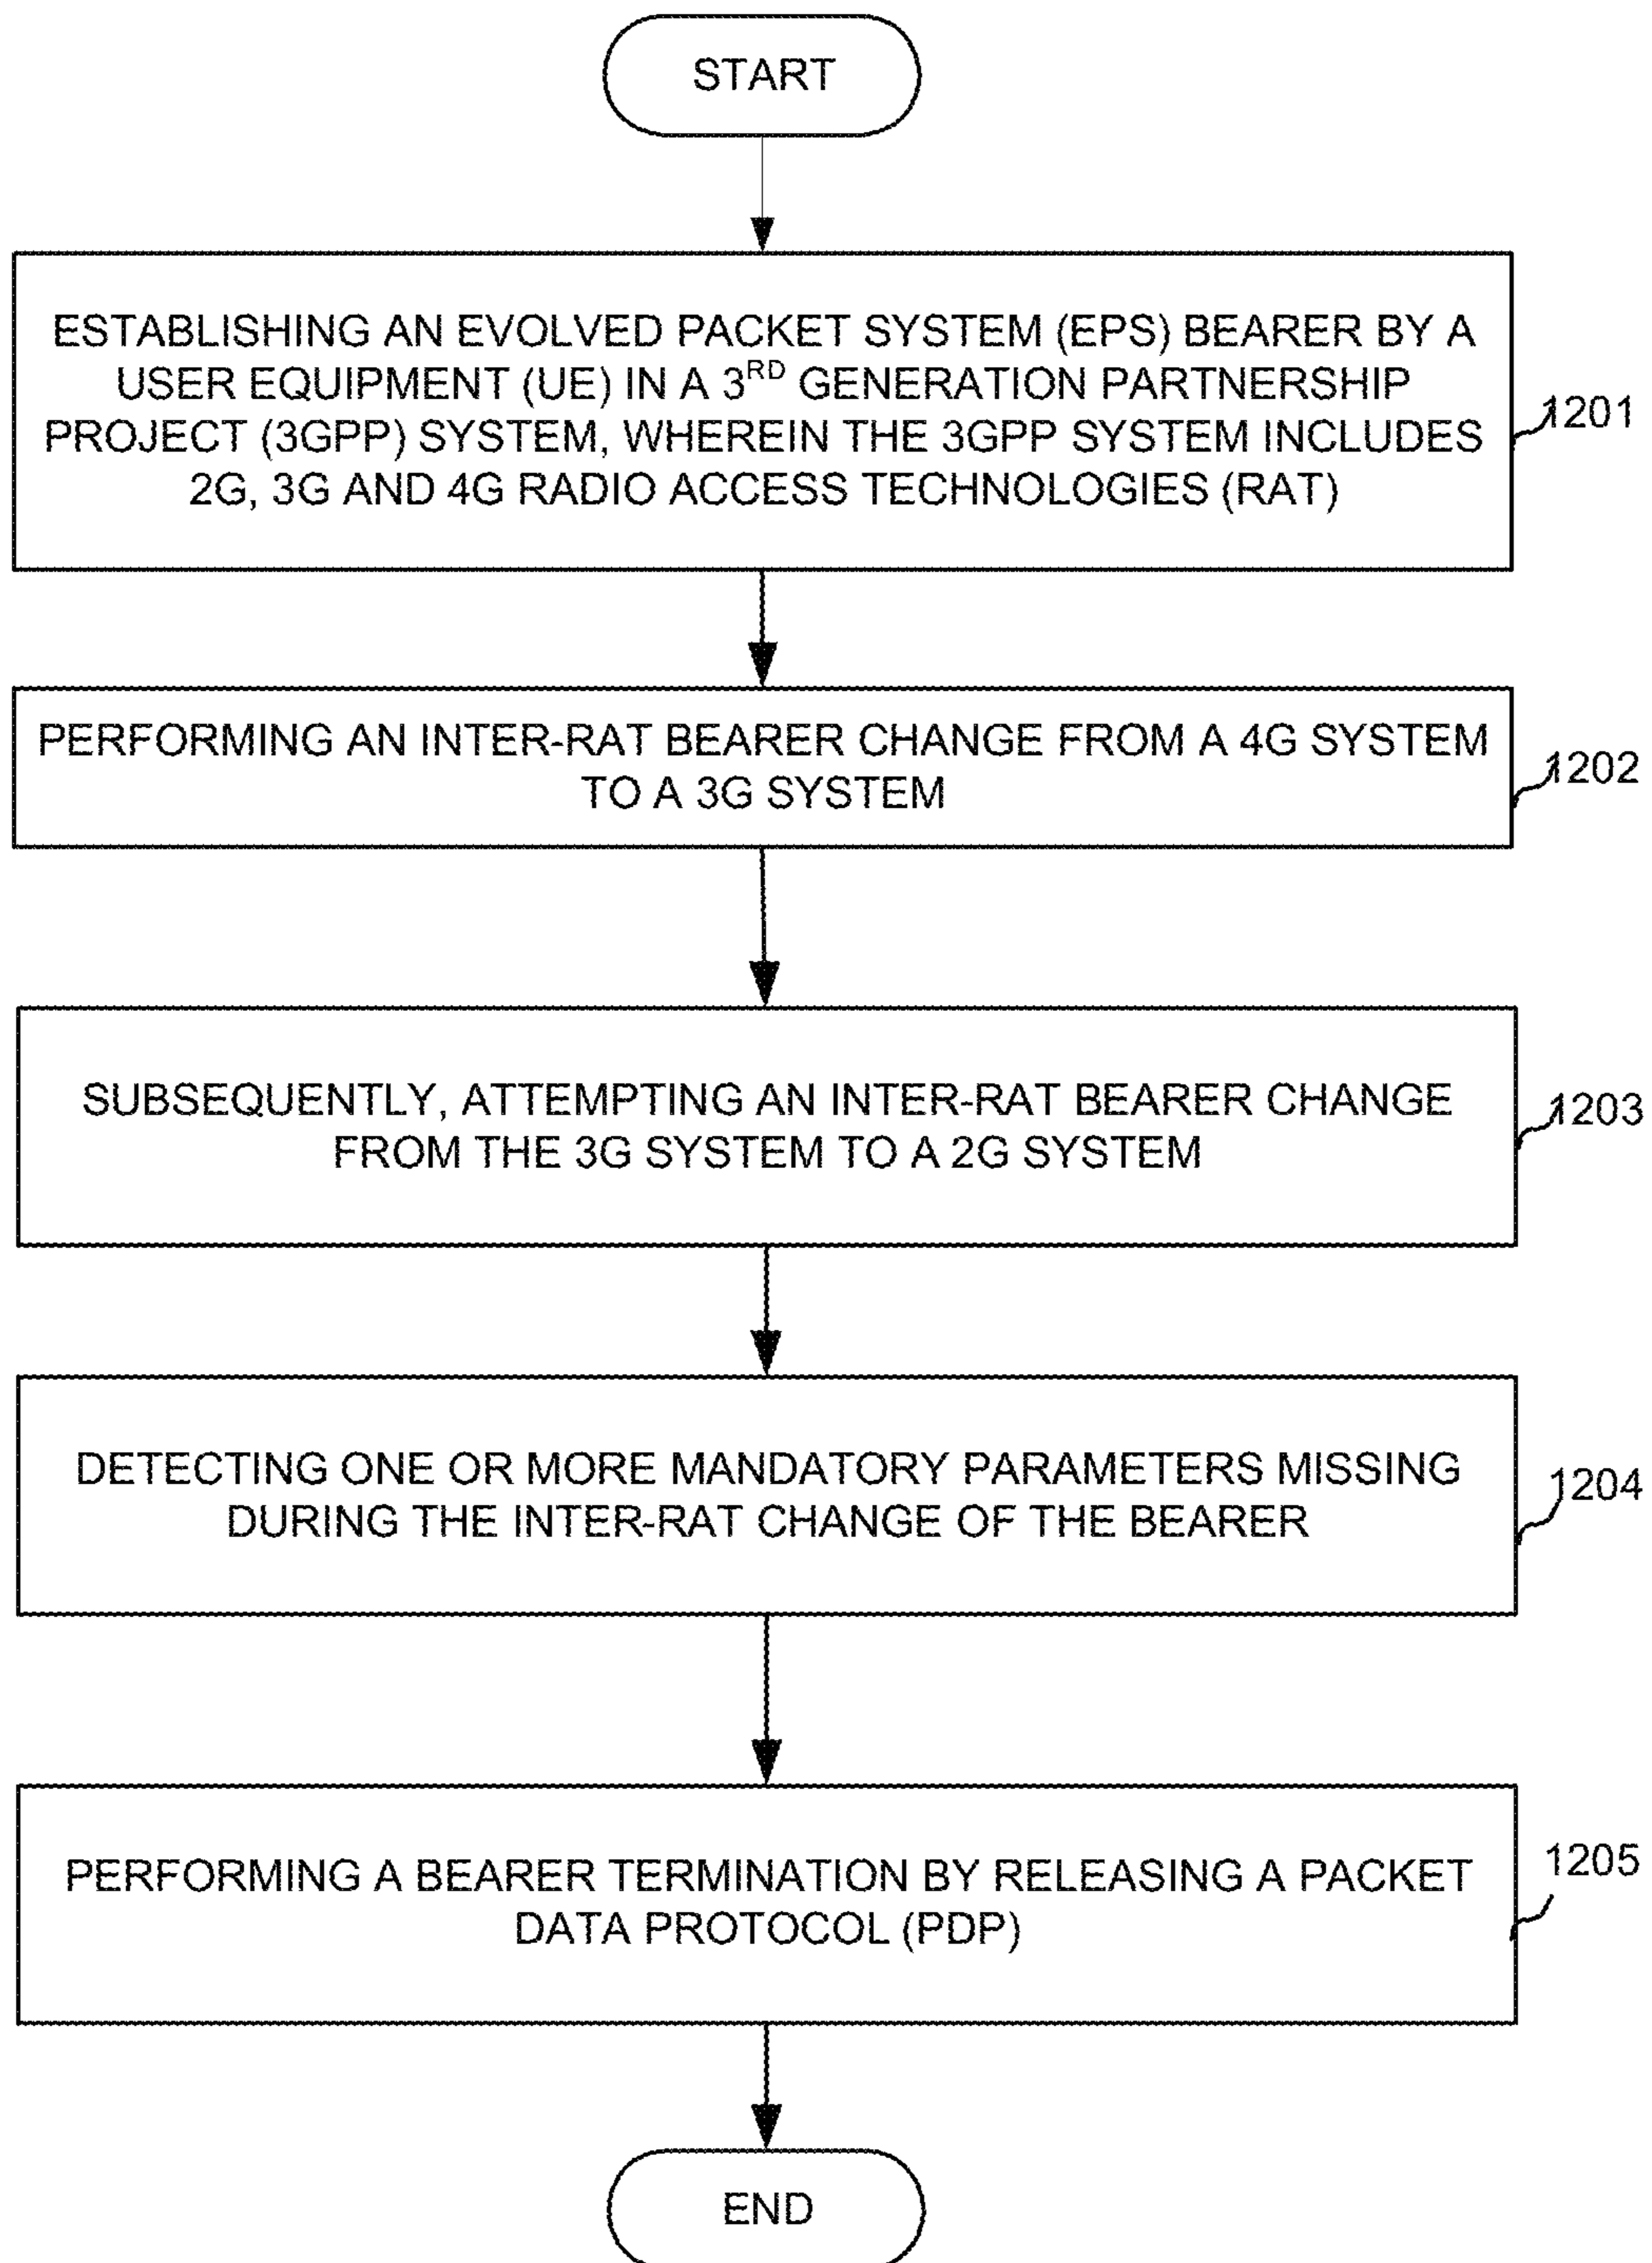 START
ESTABLISHING AN EVOLVED PACKET SYSTEM (EPS) BEARER BY A
USER EQUIPMENT (UE) IN A 3RD GENERATION PARTNERSHIP
PROJECT (3GPP) SYSTEM, WHEREIN THE 3GPP SYSTEM INCLUDES
2G, 3G AND 4G RADIO ACCESS TECHNOLOGIES (RAT)
1201
PERFORMING AN INTER-RAT BEARER CHANGE FROM A 4G SYSTEM
TO A 3G SYSTEM
1202
SUBSEQUENTLY, ATTEMPTING AN INTER-RAT BEARER CHANGE
FROM THE 3G SYSTEM TO A 2G SYSTEM
1203
DETECTING ONE OR MORE MANDATORY PARAMETERS MISSING
DURING THE INTER-RAT CHANGE OF THE BEARER
1204
PERFORMING A BEARER TERMINATION BY RELEASING A PACKET
DATA PROTOCOL (PDP)
1205
END